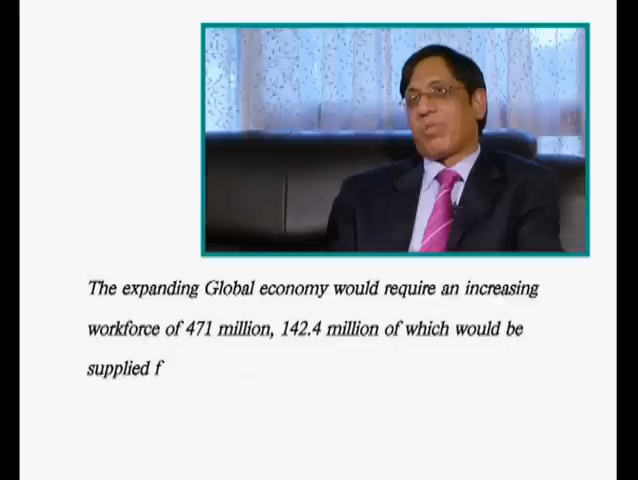 The expanding Global economy would require an increasing
workforce of 471 million, 142.4 million of which would be
supplied f